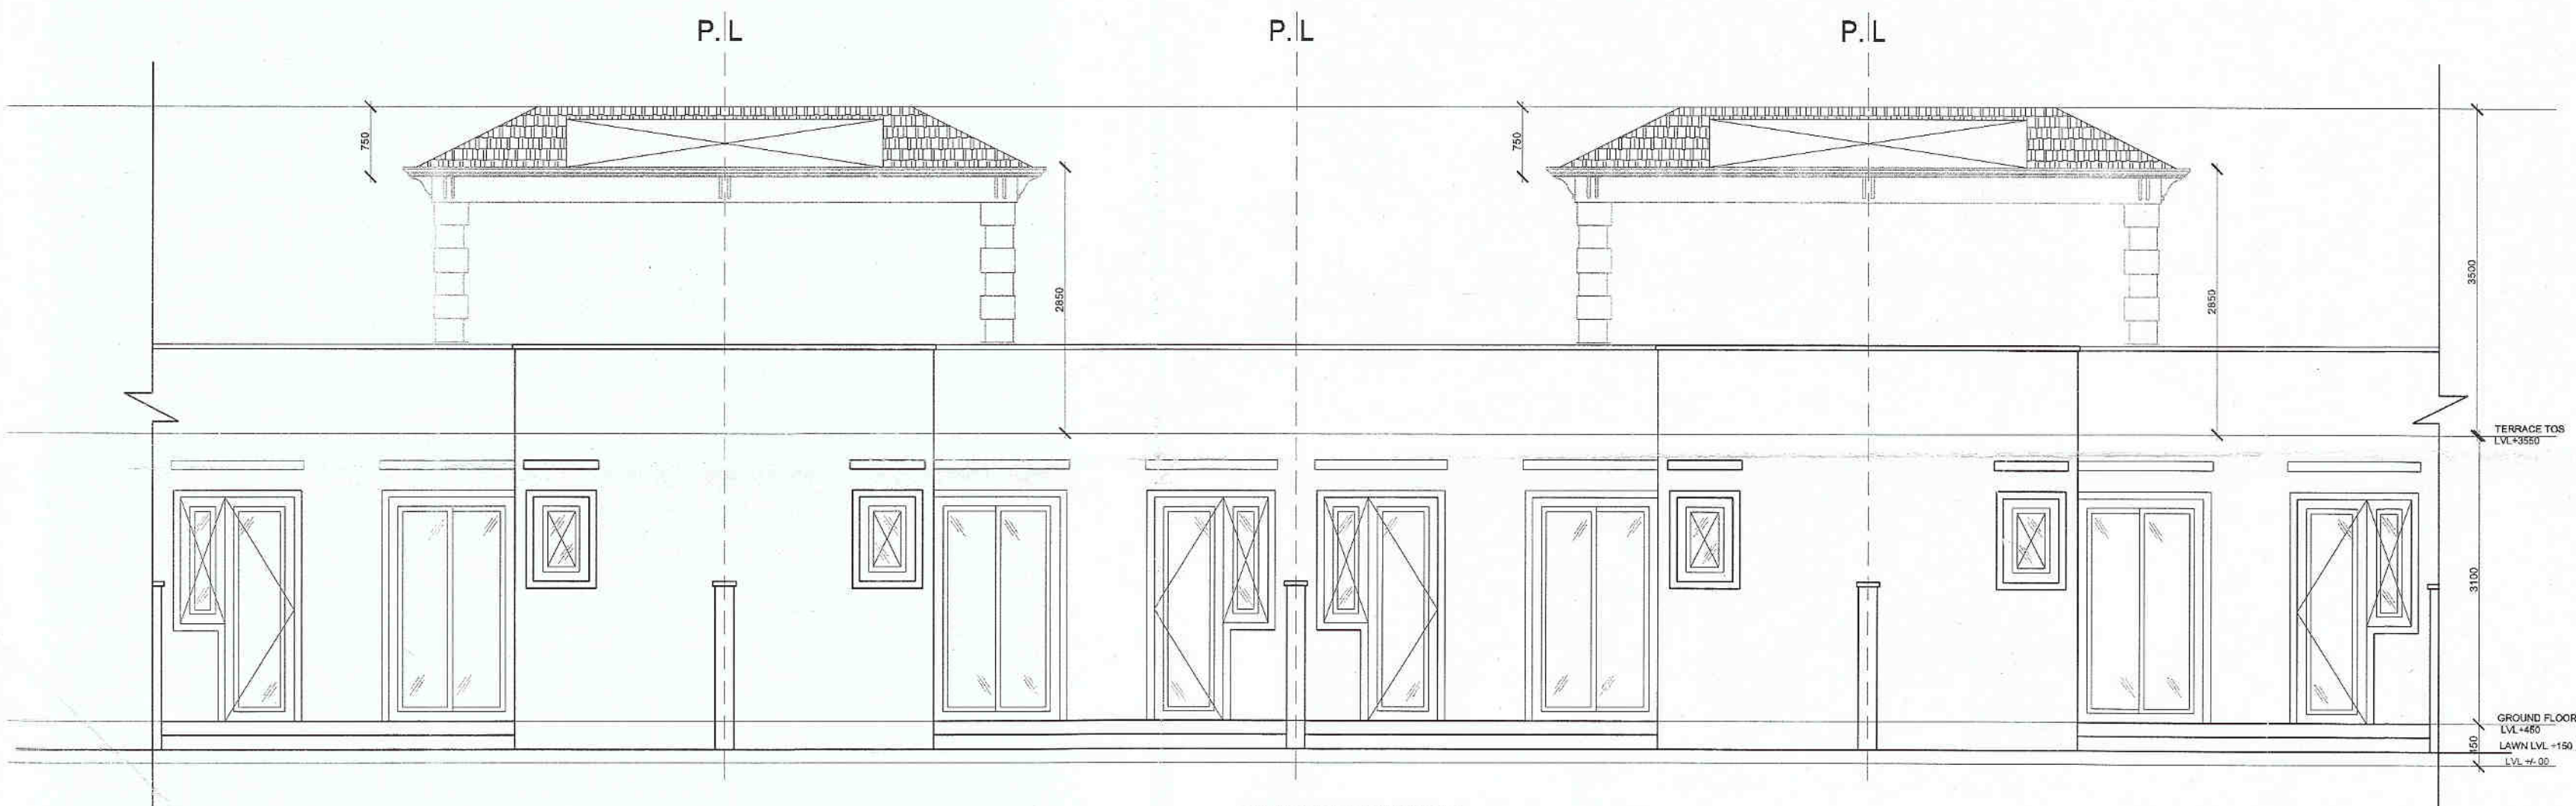 P.L
P.L
P.L
750
750
2850
2850
3500
TERRACE TOS
LVL+3550
3100
GROUND FLOOR
LVL+450
450
LAWN LVL +150
LVL +/- 00